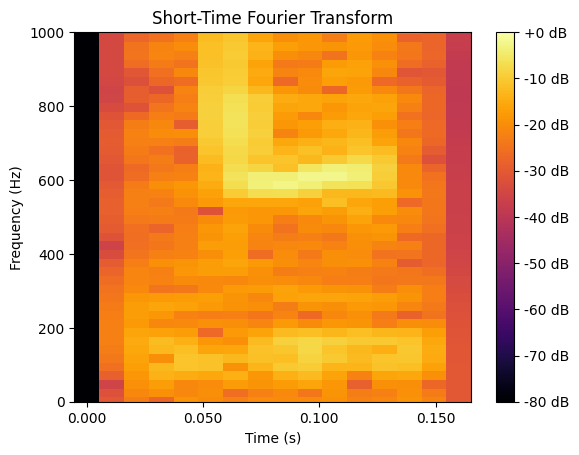 Short-Time Fourier Transform
1000
800
600
400
200
0
Frequency (Hz)
0.000
0.050
0.100
0.150
Time (s)
+0 dB
-10 dB
-20 dB
-30 dB
-40 dB
-50 dB
-60 dB
-70 dB
-80 dB